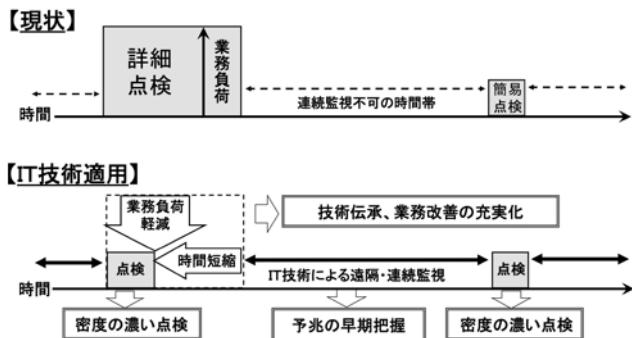 【現状】
詳細
点検
業務負荷
連続監視不可の時間帯
簡易
点検
時間
【IT技術適用】
業務負荷
軽減
技術伝承、業務改善の充実化
点検
時間短縮
IT技術による遠隔・連続監視
点検
時間
密度の濃い点検
予兆の早期把握
密度の濃い点検